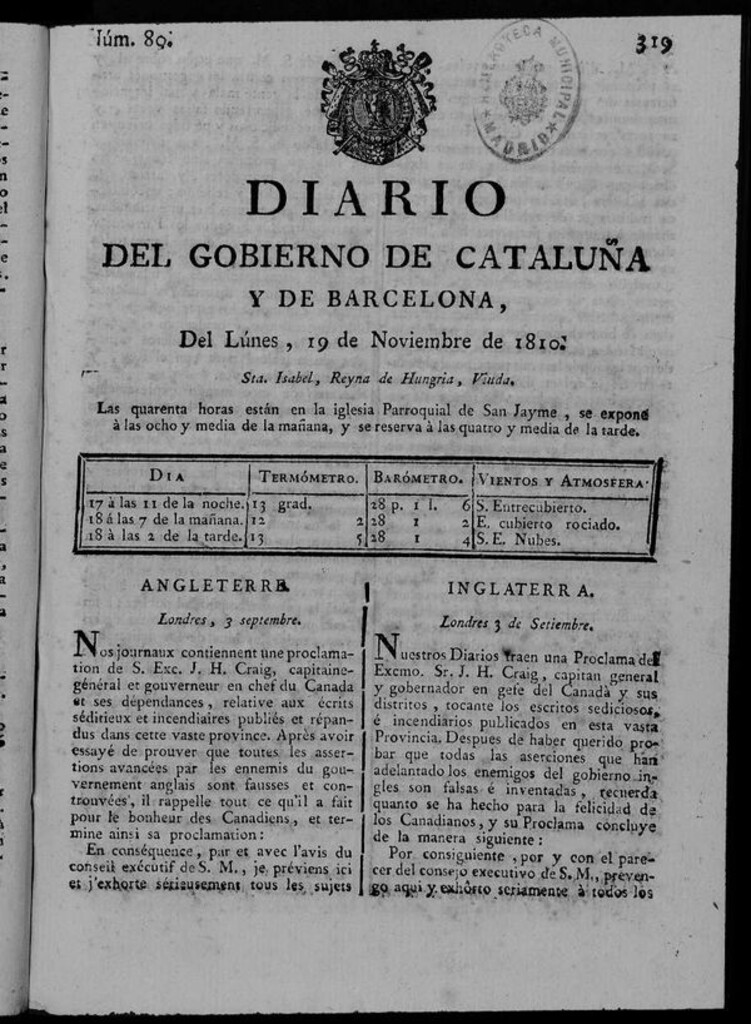 Núm. 80.
319
HEMEROTECA MUNICIPAL
MADRID
DIARIO
DEL GOBIERNO DE CATALUÑA
Y DE BARCELONA,
Del Lúnes, 19 de Noviembre de 1810.
Sta. Isabel, Reyna de Hungria, Viuda.
Las quarenta horas están en la iglesia Parroquial de San Jayme, se expone
à las ocho y media de la mañana, y se reserva à las quatro y media de la tarde.
DIA TERMÓMETRO. BARÓMETRO. VIENTOS Y ATMOSFERA.
17 à las 11 de la noche. 13 grad. 28 p. 1 l. 6 S. Entrecubierto.
18 á las 7 de la mañana. 12 2 28 1 2 E. cubierto rociado.
18 à las 2 de la tarde. 13 5 28 1 4 S. E. Nubes.
ANGLETERRE.
Londres, 3 septembre.
Nos journaux contiennent une proclama-
tion de S. Exc. J. H. Craig, capitaine-
général et gouverneur en chef du Canada
et ses dépendances, relative aux écrits
séditieux et incendiaires publiés et répan-
dus dans cette vaste province. Après avoir
essayé de prouver que toutes les asser-
tions avancées par les ennemis du gou-
vernement anglais sont fausses et con-
trouvées, il rappelle tout ce qu'il a fait
pour le bonheur des Canadiens, et ter-
mine ainsi sa proclamation:
En conséquence, par et avec l'avis du
conseil exécutif de S. M., je préviens ici
et j'exhorte sérieusement tous les sujets
INGLATERRA.
Londres 3 de Setiembre.
Nuestros Diarios traen una Proclama del
Excmo. Sr. J. H. Craig, capitan general
y gobernador en gefe del Canadà y sus
distritos, tocante los escritos sediciosos,
é incendiarios publicados en esta vasta
Provincia. Despues de haber querido pro-
bar que todas las aserciones que han
adelantado los enemigos del gobierno in-
gles son falsas é inventadas, recuerda
quanto se ha hecho para la felicidad de
los Canadianos, y su Proclama concluye
de la manera siguiente:
Por consiguiente, por y con el pare-
cer del consejo executivo de S. M., preven-
go aqui y exhôrto seriamente à todos los